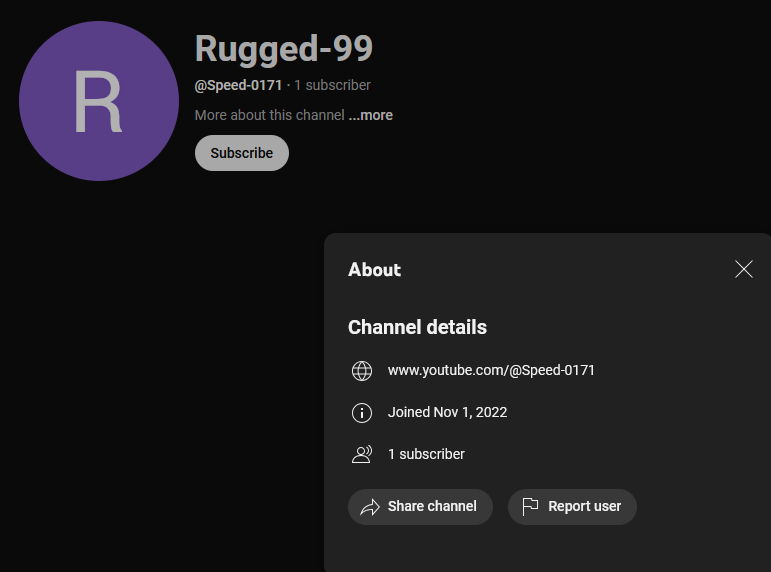 R
Rugged-99
@Speed-0171 · 1 subscriber
More about this channel ...more
Subscribe
About
Channel details
www.youtube.com/@Speed-0171
Joined Nov 1, 2022
1 subscriber
Share channel
Report user